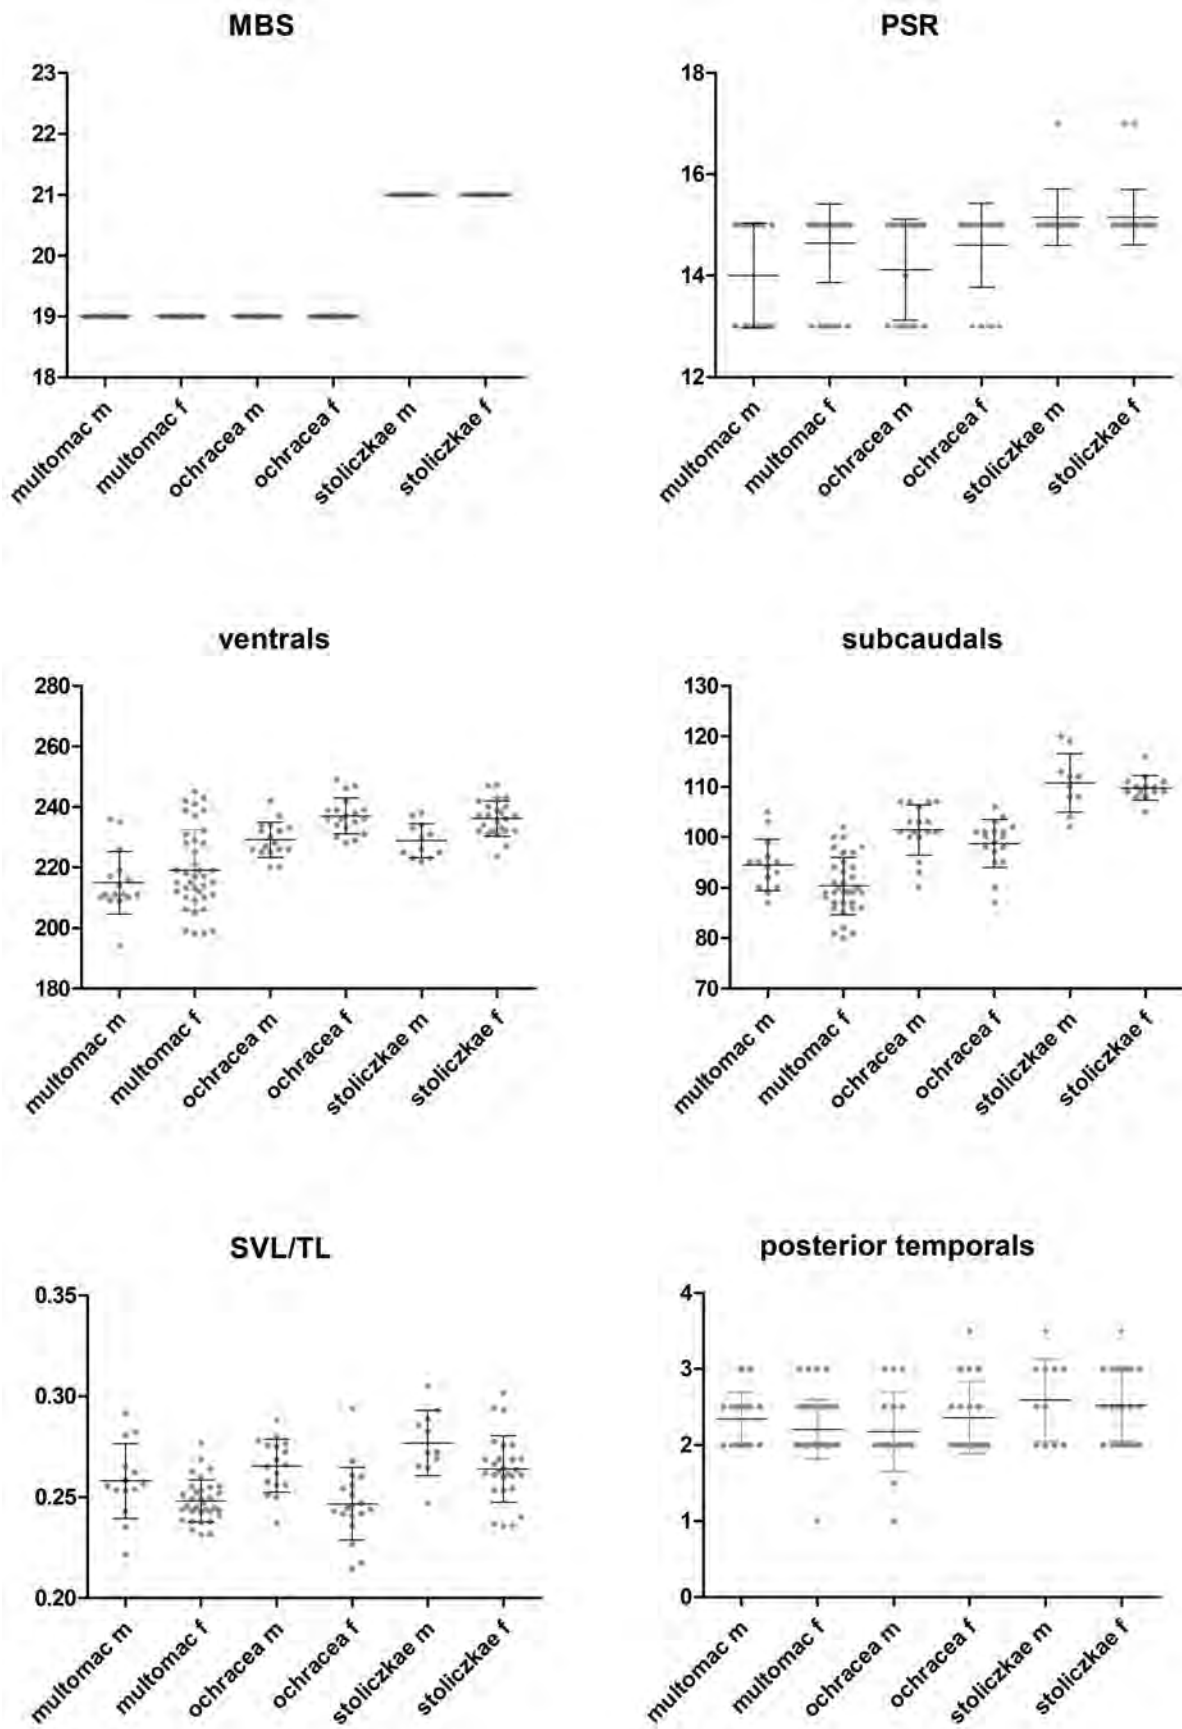 MBS
23
22
21
20
19
18
multomac m
multomac f
ochracea m
ochracea f
stoliczkae m
stoliczkae f
PSR
18
16
14
12
multomac m
multomac f
ochracea m
ochracea f
stoliczkae m
stoliczkae f
ventrals
280
260
240
220
200
180
multomac m
multomac f
ochracea m
ochracea f
stoliczkae m
stoliczkae f
subcaudals
130
120
110
100
90
80
70
multomac m
multomac f
ochracea m
ochracea f
stoliczkae m
stoliczkae f
SVL/TL
0.35
0.30
0.25
0.20
multomac m
multomac f
ochracea m
ochracea f
stoliczkae m
stoliczkae f
posterior temporals
4
3
2
1
0
multomac m
multomac f
ochracea m
ochracea f
stoliczkae m
stoliczkae f